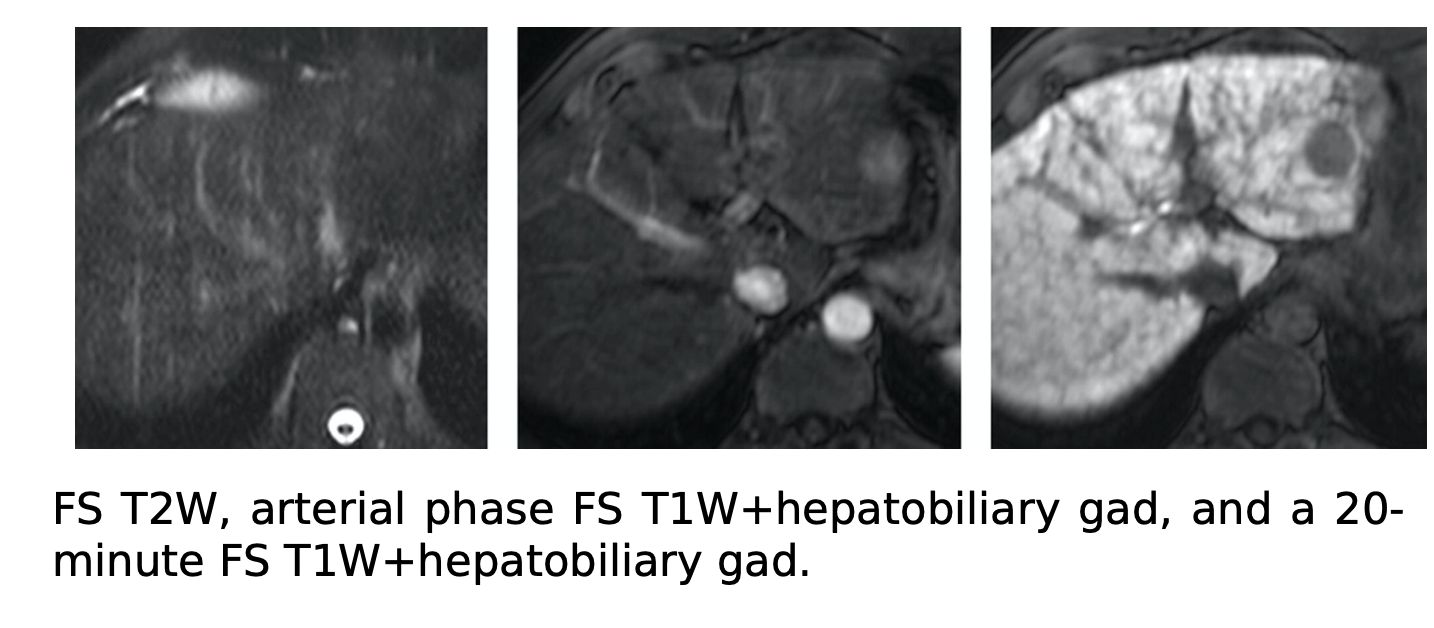 FS T2W, arterial phase FS T1W+hepatobiliary gad, and a 20-
minute FS T1W+hepatobiliary gad.